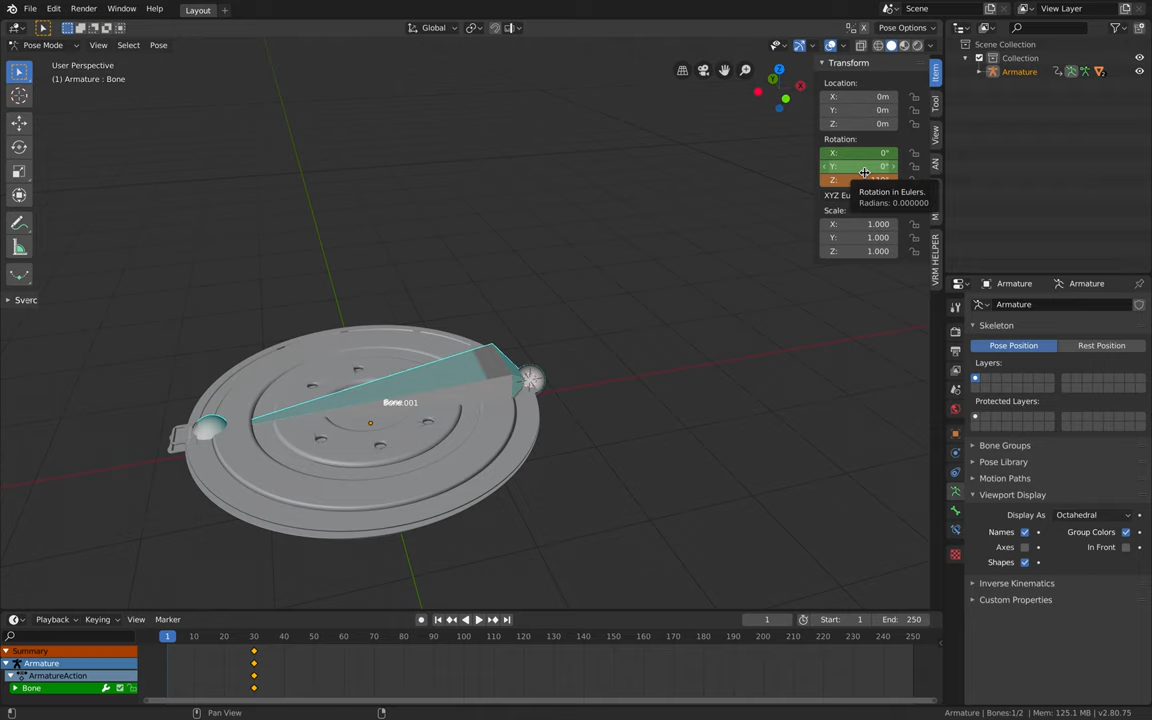 File Edit Render Window Help Layout + Scene View Layer
Global Pose Options
Pose Mode View Select Pose
User Perspective
(1) Armature : Bone
Transform
Location:
X: 0m
Y: 0m
Z: 0m
Rotation:
X: 0°
Y: 0°
Z:
XYZ Eu
Rotation in Eulers.
Radians: 0.000000
Scale:
X: 1.000
Y: 1.000
Z: 1.000
Item
Tool
View
AN
M
VRM HELPER
Z
Y
X
Sverc
Bone.001
Scene Collection
Collection
Armature
Armature Armature
Armature
Skeleton
Pose Position Rest Position
Layers:
Protected Layers:
Bone Groups
Pose Library
Motion Paths
Viewport Display
Display As Octahedral
Names Group Colors
Axes In Front
Shapes
Inverse Kinematics
Custom Properties
Playback Keying View Marker 1 Start: 1 End: 250
1 10 20 30 40 50 60 70 80 90 100 110 120 130 140 150 160 170 180 190 200 210 220 230 240 250
Summary
Armature
ArmatureAction
Bone
Pan View
Armature | Bones:1/2 | Mem: 125.1 MB | v2.80.75